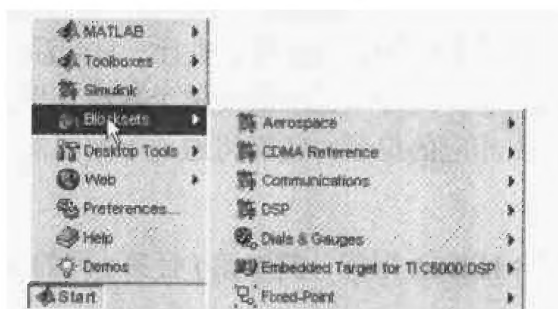 MATLAB
Toolboxes
Simulink
Blocksets
Desktop Tools
Web
Preferences...
Help
Demos
Start
Aerospace
CDMA Reference
Communications
DSP
Dials & Gauges
Embedded Target for TI C6000 DSP
Fixed-Point